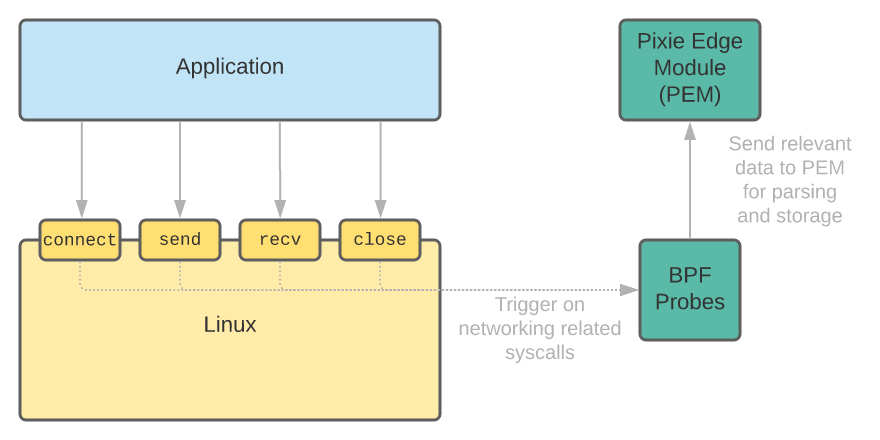 Application
Pixie Edge
Module
(PEM)
Send relevant
data to PEM
for parsing
and storage
connect
send
recv
close
BPF
Probes
Trigger on
networking related
syscalls
Linux